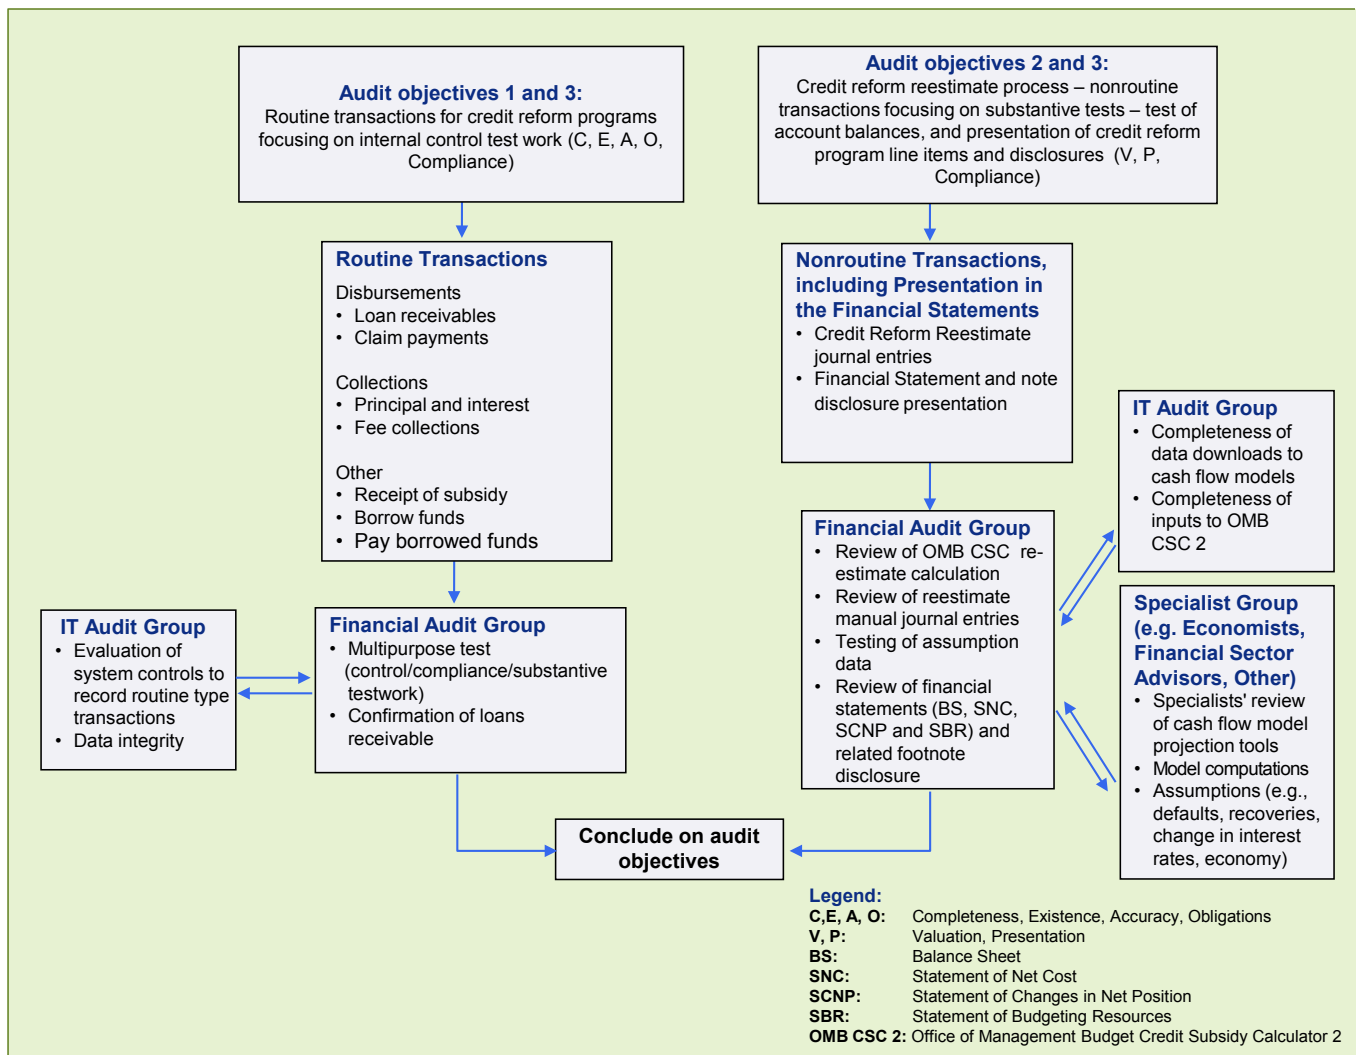 Audit objectives 1 and 3:
Routine transactions for credit reform programs
focusing on internal control test work (C, E, A, O,
Compliance)
Audit objectives 2 and 3:
Credit reform reestimate process – nonroutine
transactions focusing on substantive tests – test of
account balances, and presentation of credit reform
program line items and disclosures (V, P,
Compliance)
Routine Transactions
Disbursements
• Loan receivables
• Claim payments
Collections
• Principal and interest
• Fee collections
Other
• Receipt of subsidy
• Borrow funds
• Pay borrowed funds
Nonroutine Transactions,
including Presentation in
the Financial Statements
• Credit Reform Reestimate
journal entries
• Financial Statement and note
disclosure presentation
IT Audit Group
• Completeness of
data downloads to
cash flow models
• Completeness of
inputs to OMB
CSC 2
Financial Audit Group
• Review of OMB CSC re-
estimate calculation
• Review of reestimate
manual journal entries
• Testing of assumption
data
• Review of financial
statements (BS, SNC,
SCNP and SBR) and
related footnote
disclosure
Specialist Group
(e.g. Economists,
Financial Sector
Advisors, Other)
• Specialists' review
of cash flow model
projection tools
• Model computations
• Assumptions (e.g.,
defaults, recoveries,
change in interest
rates, economy)
IT Audit Group
• Evaluation of
system controls to
record routine type
transactions
• Data integrity
Financial Audit Group
• Multipurpose test
(control/compliance/substantive
testwork)
• Confirmation of loans
receivable
Conclude on audit
objectives
Legend:
C,E, A, O: Completeness, Existence, Accuracy, Obligations
V, P: Valuation, Presentation
BS: Balance Sheet
SNC: Statement of Net Cost
SCNP: Statement of Changes in Net Position
SBR: Statement of Budgeting Resources
OMB CSC 2: Office of Management Budget Credit Subsidy Calculator 2